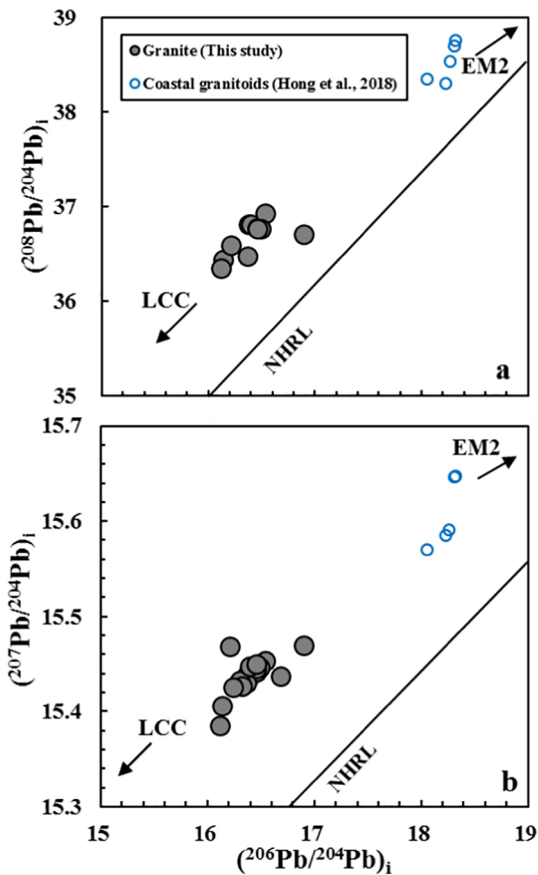 39
Granite (This study)
Coastal granitoids (Hong et al., 2018)
EM2
38
(²⁰⁸Pb/²⁰⁴Pb)ᵢ
37
36
LCC
NHRL
a
35
15.7
EM2
15.6
(²⁰⁷Pb/²⁰⁴Pb)ᵢ
15.5
15.4
LCC
NHRL
b
15.3
15 16 17 18 19
(²⁰⁶Pb/²⁰⁴Pb)ᵢ